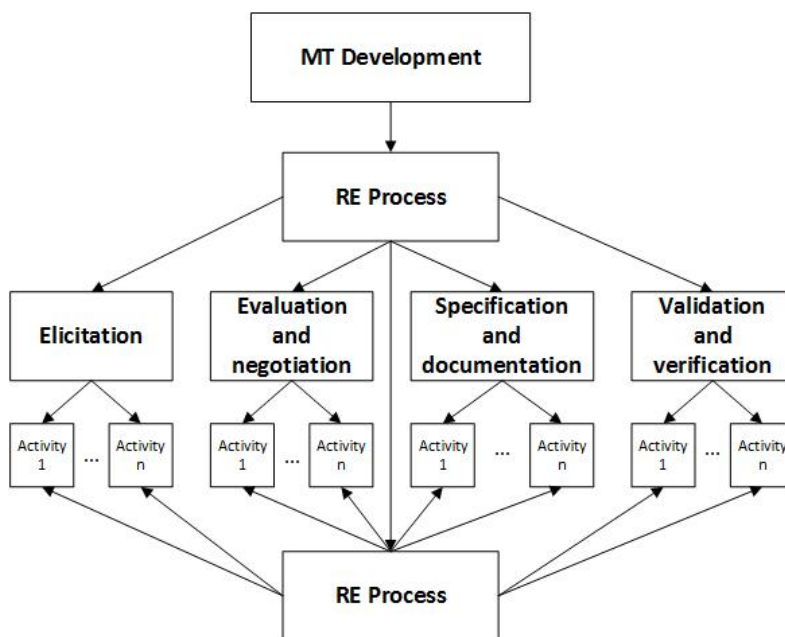 MT Development
RE Process
Elicitation
Evaluation
and
negotiation
Specification
and
documentation
Validation
and
verification
Activity
1
...
Activity
n
Activity
1
...
Activity
n
Activity
1
...
Activity
n
Activity
1
...
Activity
n
RE Process